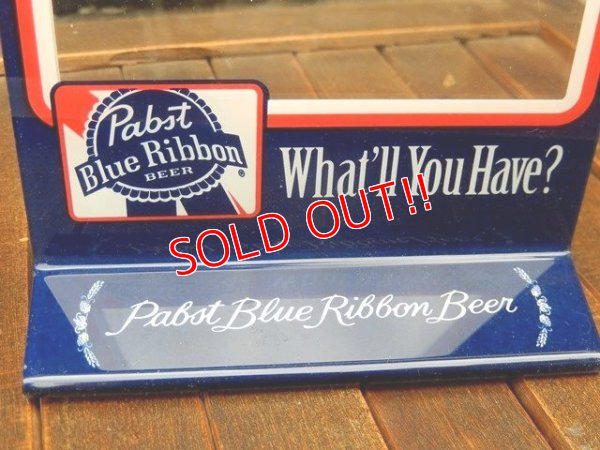 Pabst
Blue Ribbon
BEER
®
What'll You Have?
SOLD OUT!!
Pabst Blue Ribbon Beer